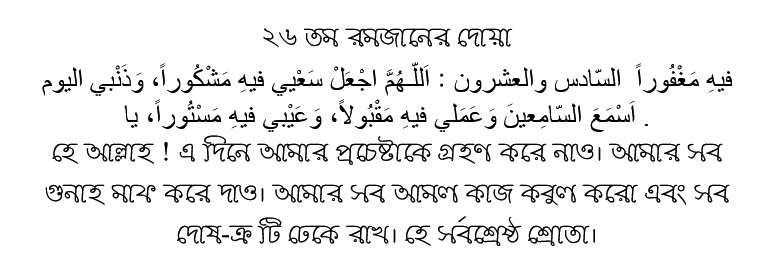 ২৬ তম রমজানের দোয়া
فيهِ مَغْفُوراً  السّادس والعشرون : اَللّـهُمَّ اجْعَلْ سَعْيي فيهِ مَشْكُوراً، وَذَنْبي اليوم
اَسْمَعَ السّامِعينَ وَعَمَلي فيهِ مَقْبُولاً، وَعَيْبي فيهِ مَسْتُوراً، يا .
হে আল্লাহ ! এ দিনে আমার প্রচেষ্টাকে গ্রহণ করে নাও। আমার সব
গুনাহ মাফ করে দাও। আমার সব আমল কাজ কবুল করো এবং সব
দোষ-ক্র টি ঢেকে রাখ। হে সর্বশ্রেষ্ঠ শ্রোতা।